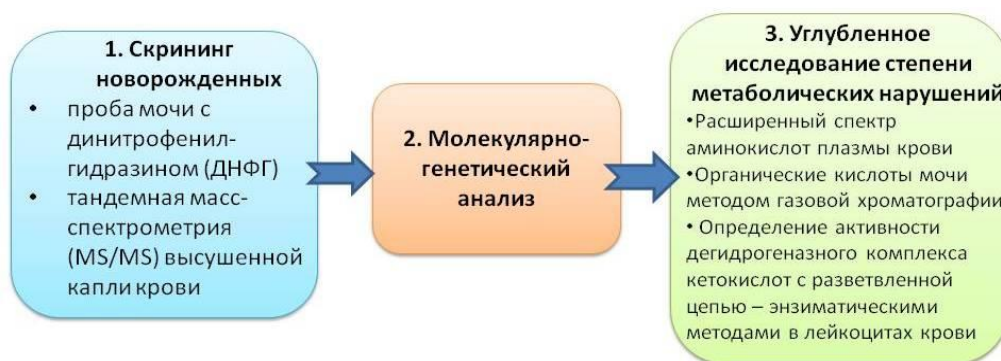 1. Скрининг
новорожденных
• проба мочи с
динитрофенил-
гидразином (ДНФГ)
• тандемная масс-
спектрометрия
(MS/MS) высушенной
капли крови
2. Молекулярно-
генетический
анализ
3. Углубленное
исследование степени
метаболических нарушений
•Расширенный спектр
аминокислот плазмы крови
•Органические кислоты мочи
методом газовой хроматографии
• Определение активности
дегидрогеназного комплекса
кетокислот с разветвленной
цепью – энзиматическими
методами в лейкоцитах крови